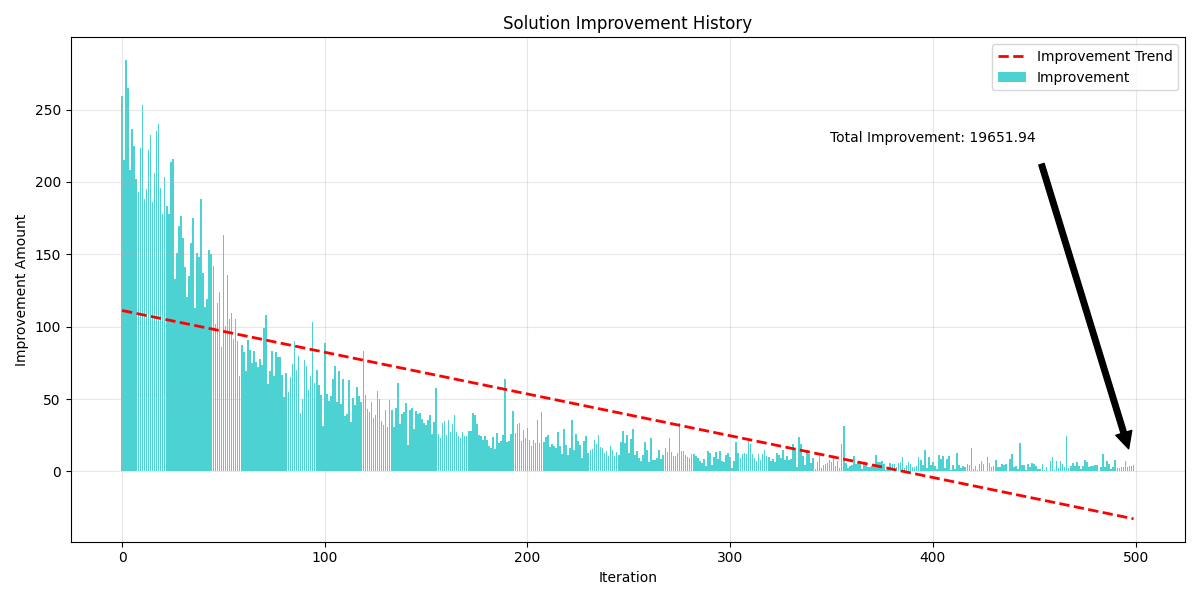 Solution Improvement History
Improvement Trend
Improvement
Total Improvement: 19651.94
Improvement Amount
250
200
150
100
50
0
0 100 200 300 400 500
Iteration